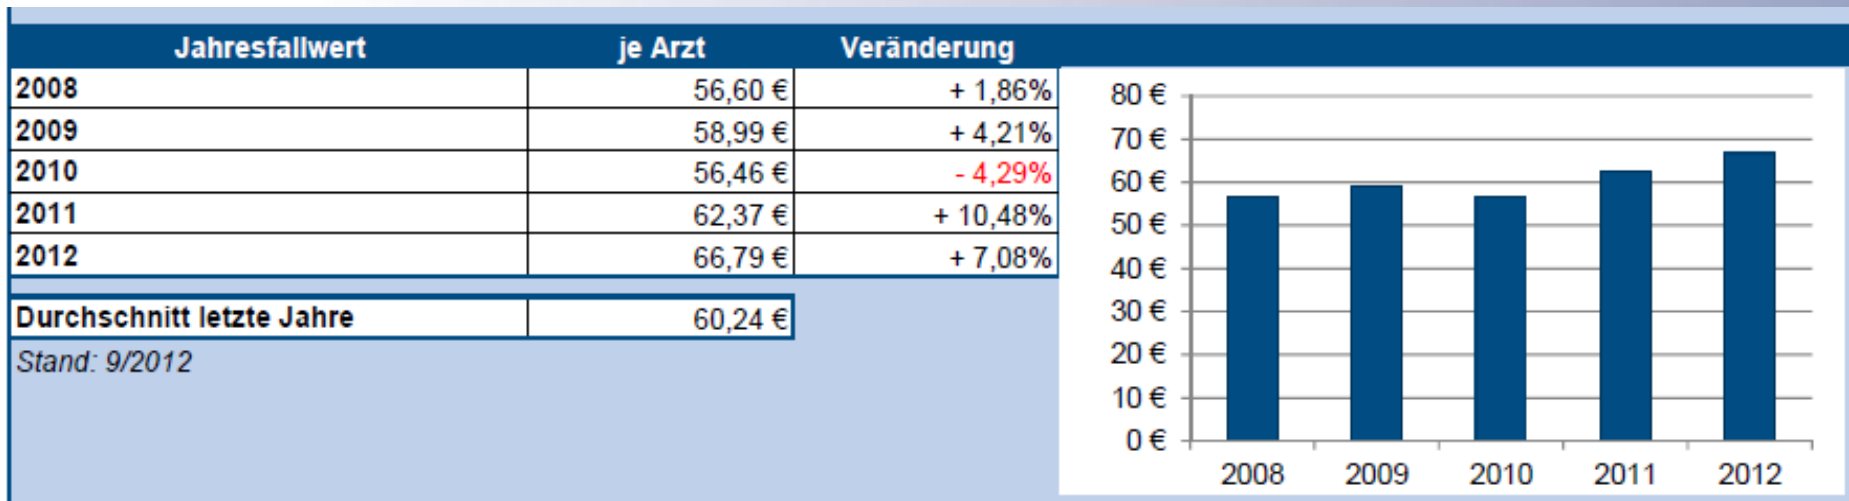 Jahresfallwert je Arzt Veränderung
2008 56,60 € + 1,86%
2009 58,99 € + 4,21%
2010 56,46 € - 4,29%
2011 62,37 € + 10,48%
2012 66,79 € + 7,08%
Durchschnitt letzte Jahre 60,24 €
Stand: 9/2012
80 €
70 €
60 €
50 €
40 €
30 €
20 €
10 €
0 €
2008 2009 2010 2011 2012